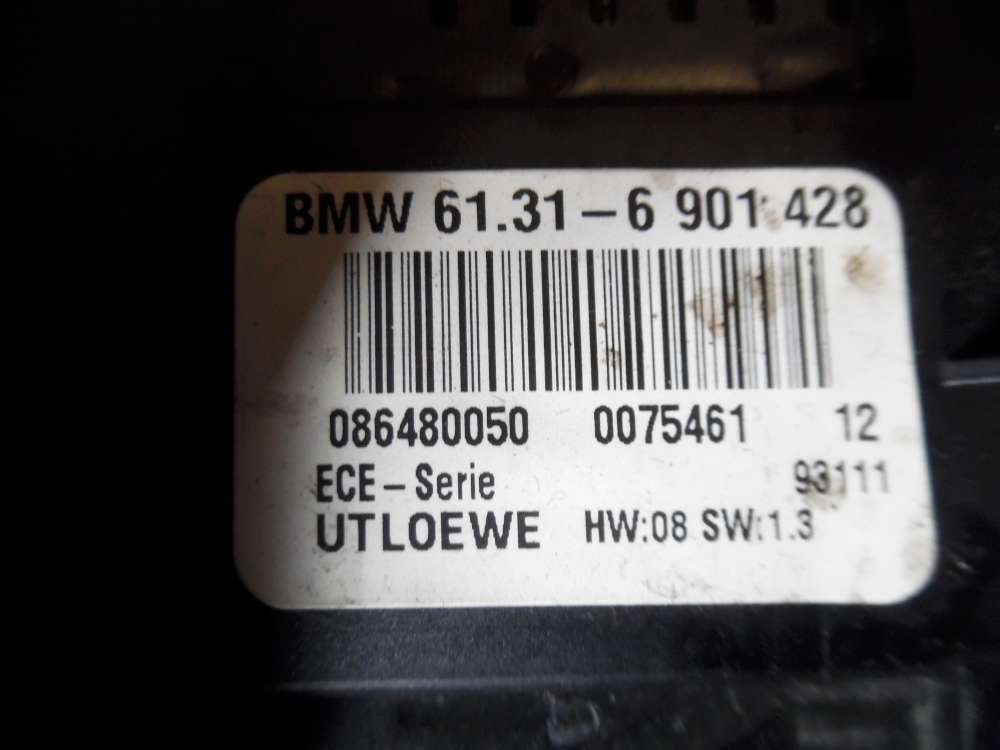 BMW 61.31-6 901 428
086480050 0075461 12
ECE-Serie 93111
UTLOEWE HW:08 SW:1.3